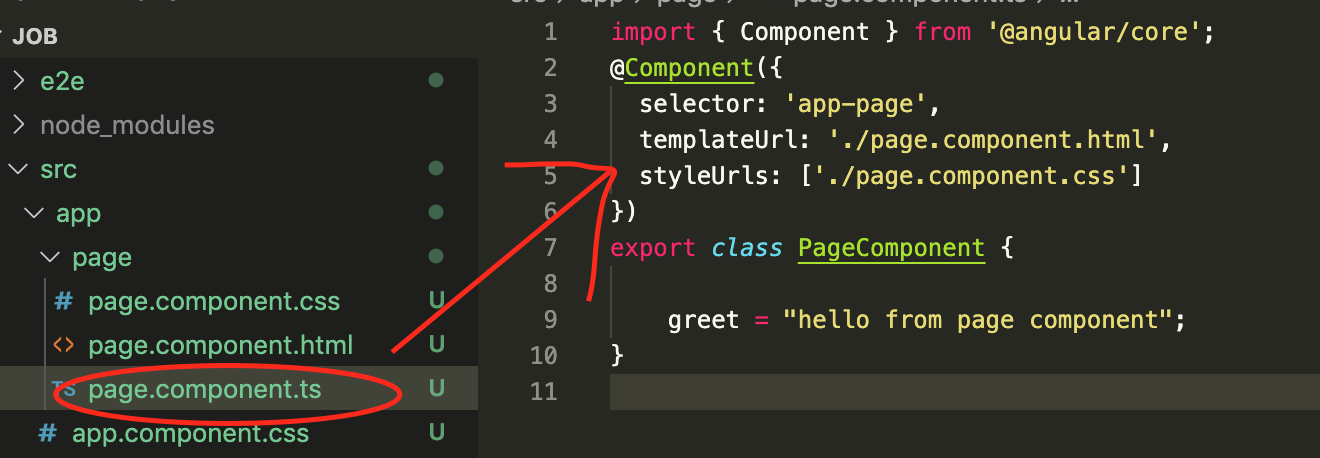 JOB
e2e
node_modules
src
app
page
# page.component.css U
<> page.component.html U
TS page.component.ts U
# app.component.css U
1 import { Component } from '@angular/core';
2 @Component({
3 selector: 'app-page',
4 templateUrl: './page.component.html',
5 styleUrls: ['./page.component.css']
6 })
7 export class PageComponent {
8
9 greet = "hello from page component";
10 }
11